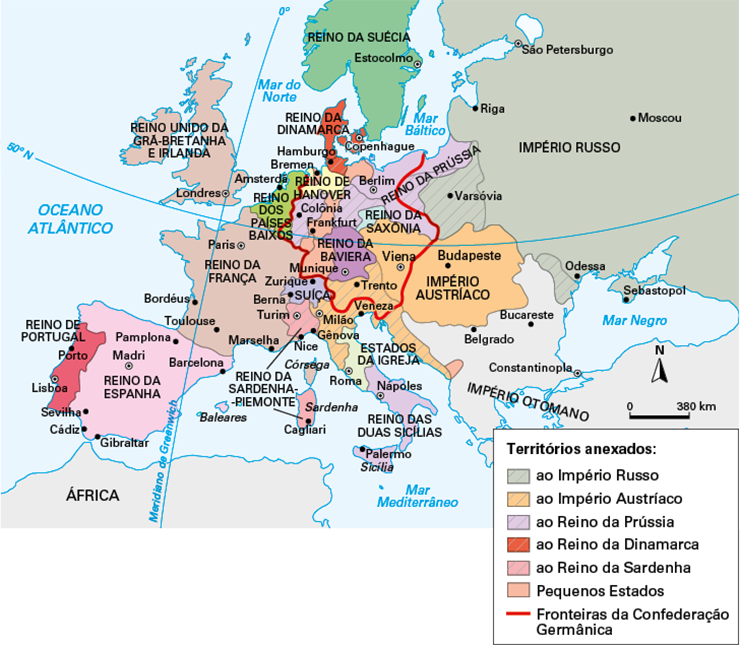 0º
REINO DA SUÉCIA
Estocolmo
São Petersburgo
Mar do
Norte
Mar
Báltico
Riga
Moscou
REINO DA
DINAMARCA
Copenhague
REINO UNIDO DA
GRÃ-BRETANHA
E IRLANDA
IMPÉRIO RUSSO
50º N
Hamburgo
Bremen
Berlim
REINO DA PRÚSSIA
Amsterdã
REINO DE
HANOVER
Londres
Varsóvia
REINO
DOS
PAÍSES
BAIXOS
Colônia
REINO DA
SAXÔNIA
Frankfurt
OCEANO
ATLÂNTICO
Paris
REINO DA
BAVIERA
REINO DA
FRANÇA
Munique
Viena
Budapeste
Zurique
Trento
IMPÉRIO
AUSTRÍACO
Odessa
Berna
SUÍÇA
Sebastopol
Bordéus
Turim
Milão
Veneza
Bucareste
Mar Negro
Toulouse
Gênova
Belgrado
REINO DE
PORTUGAL
Pamplona
Marselha
Nice
ESTADOS
DA IGREJA
Porto
Madri
Barcelona
Córsega
Constantinopla
N
REINO DA
ESPANHA
REINO DA
SARDENHA-
-PIEMONTE
Roma
Nápoles
IMPÉRIO OTOMANO
Lisboa
Baleares
Sardenha
0
380 km
Sevilha
Cádiz
Gibraltar
Cagliari
REINO DAS
DUAS SICÍLIAS
Meridiano de Greenwich
Palermo
Sicília
ÁFRICA
Mar
Mediterrâneo
Territórios anexados:
ao Império Russo
ao Império Austríaco
ao Reino da Prússia
ao Reino da Dinamarca
ao Reino da Sardenha
Pequenos Estados
Fronteiras da Confederação
Germânica